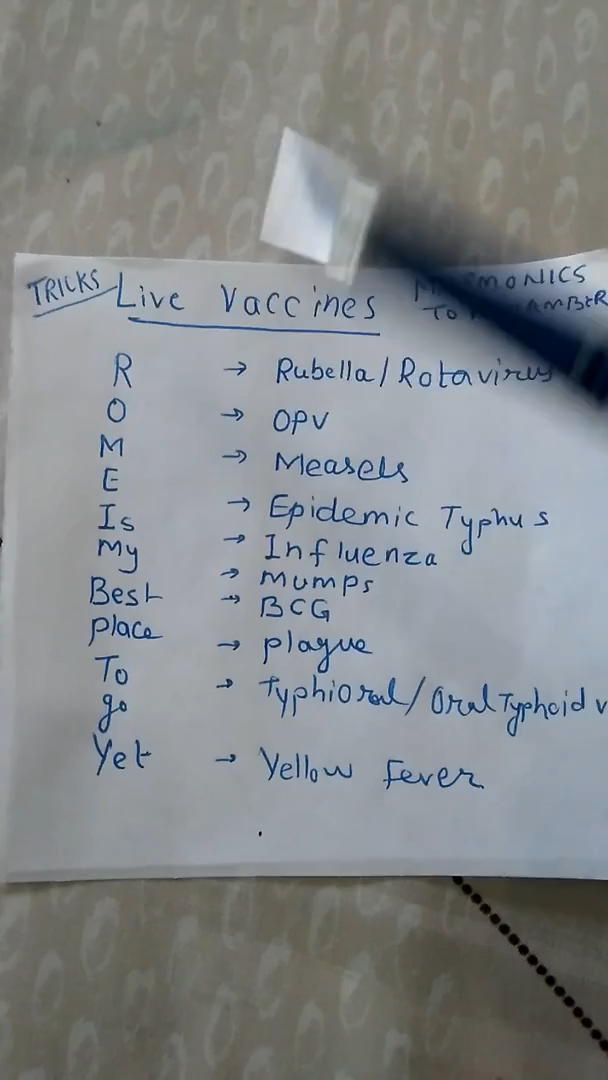 TRICKS Live Vaccines
TO
R → Rubella/Rotavirus
O → OPV
M → Measels
E → Epidemic Typhus
Is → Influenza
My → Mumps
Best → BCG
Place → Plague
To → Typhioral/Oral Typhoid v
go
Yet → Yellow Fever